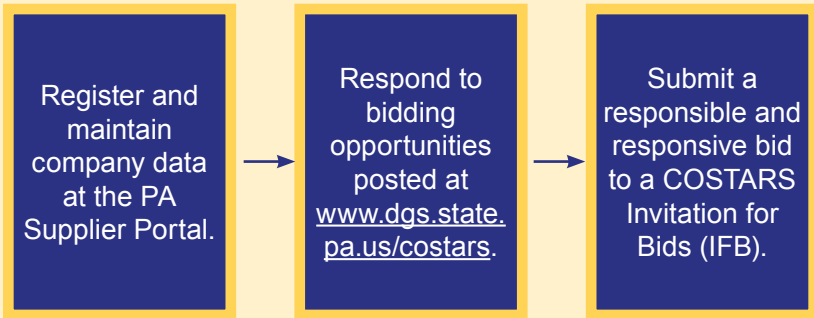 Register and
maintain
company data
at the PA
Supplier Portal.
Respond to
bidding
opportunities
posted at
www.dgs.state.
pa.us/costars.
Submit a
responsible and
responsive bid
to a COSTARS
Invitation for
Bids (IFB).